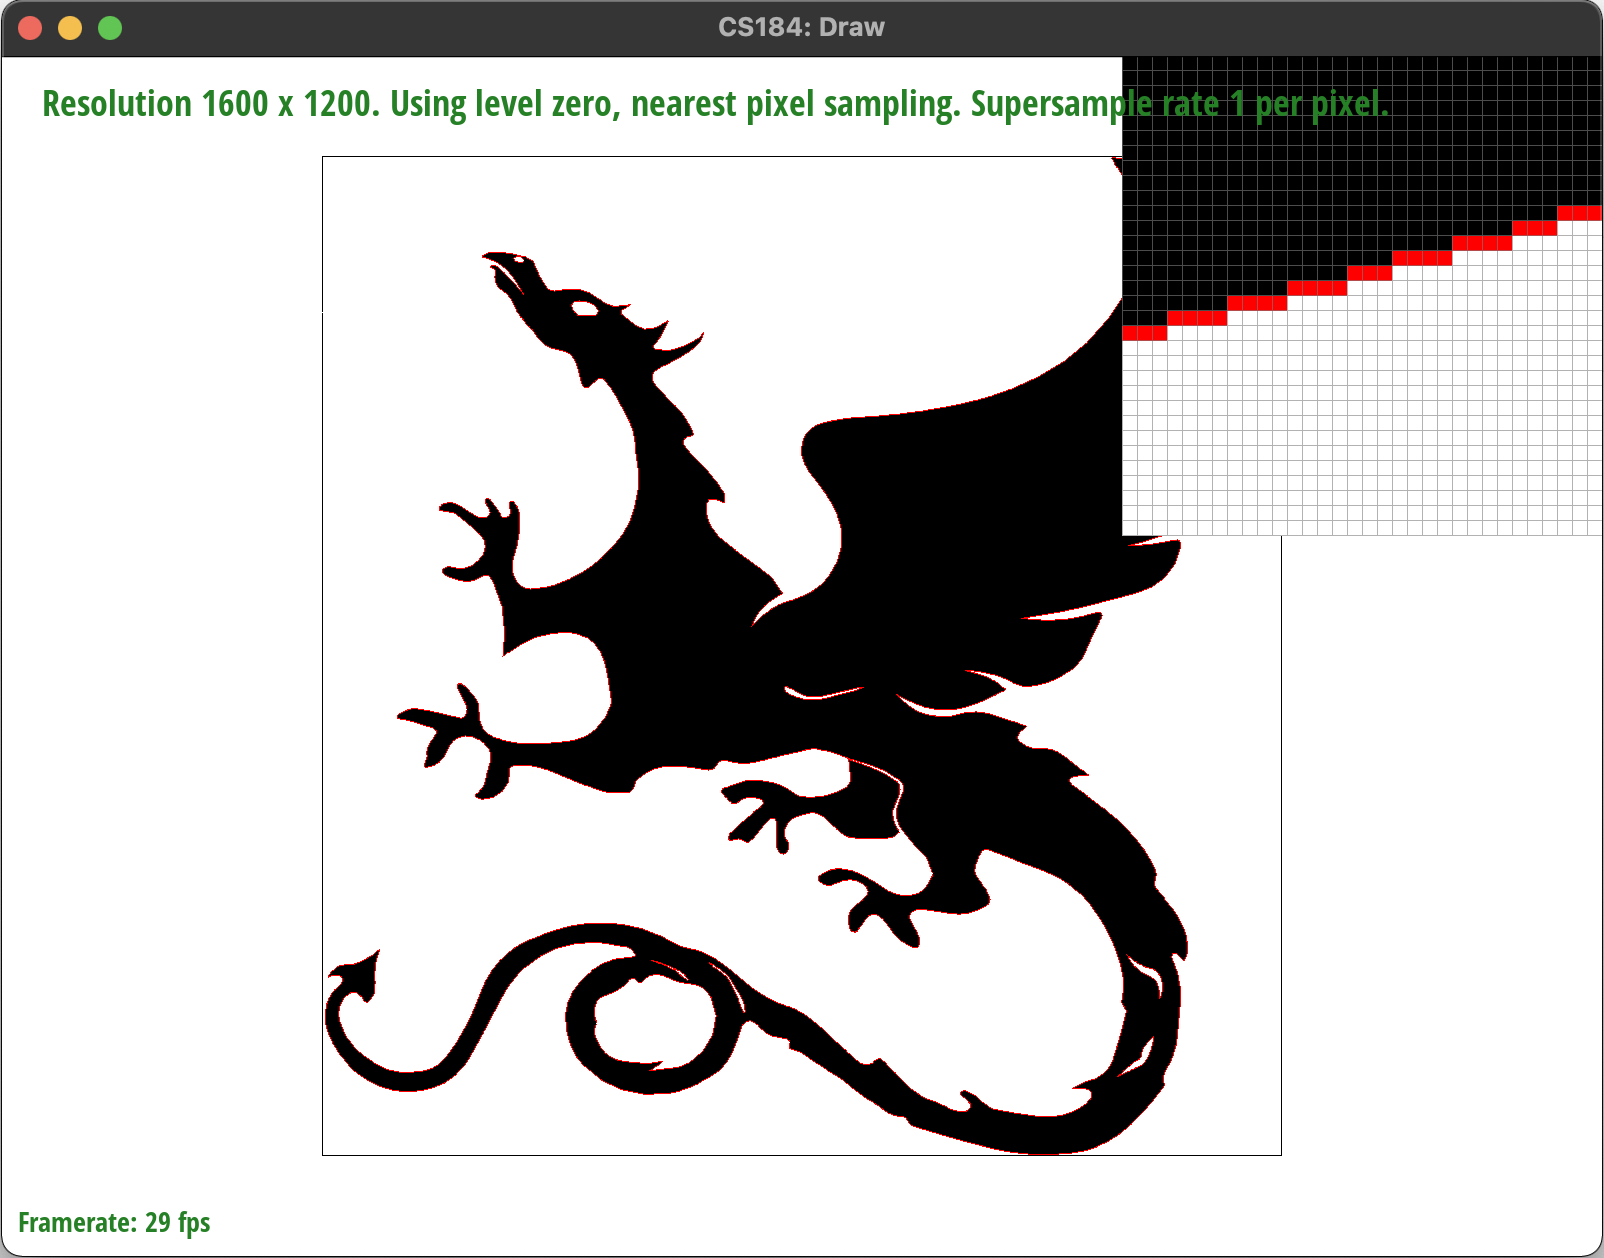 CS184: Draw
Resolution 1600 x 1200. Using level zero, nearest pixel sampling. Supersample rate 1 per pixel.
Framerate: 29 fps